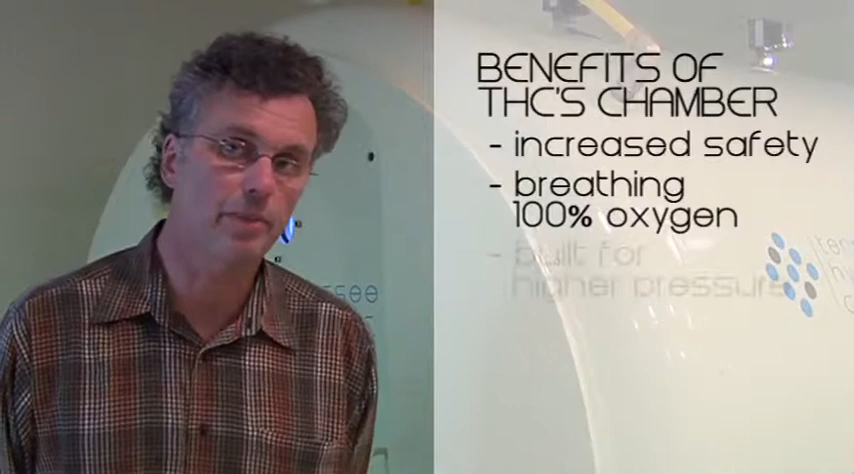 BENEFITS OF
THC'S CHAMBER
- increased safety
- breathing
100% oxygen
- built for
higher pressure